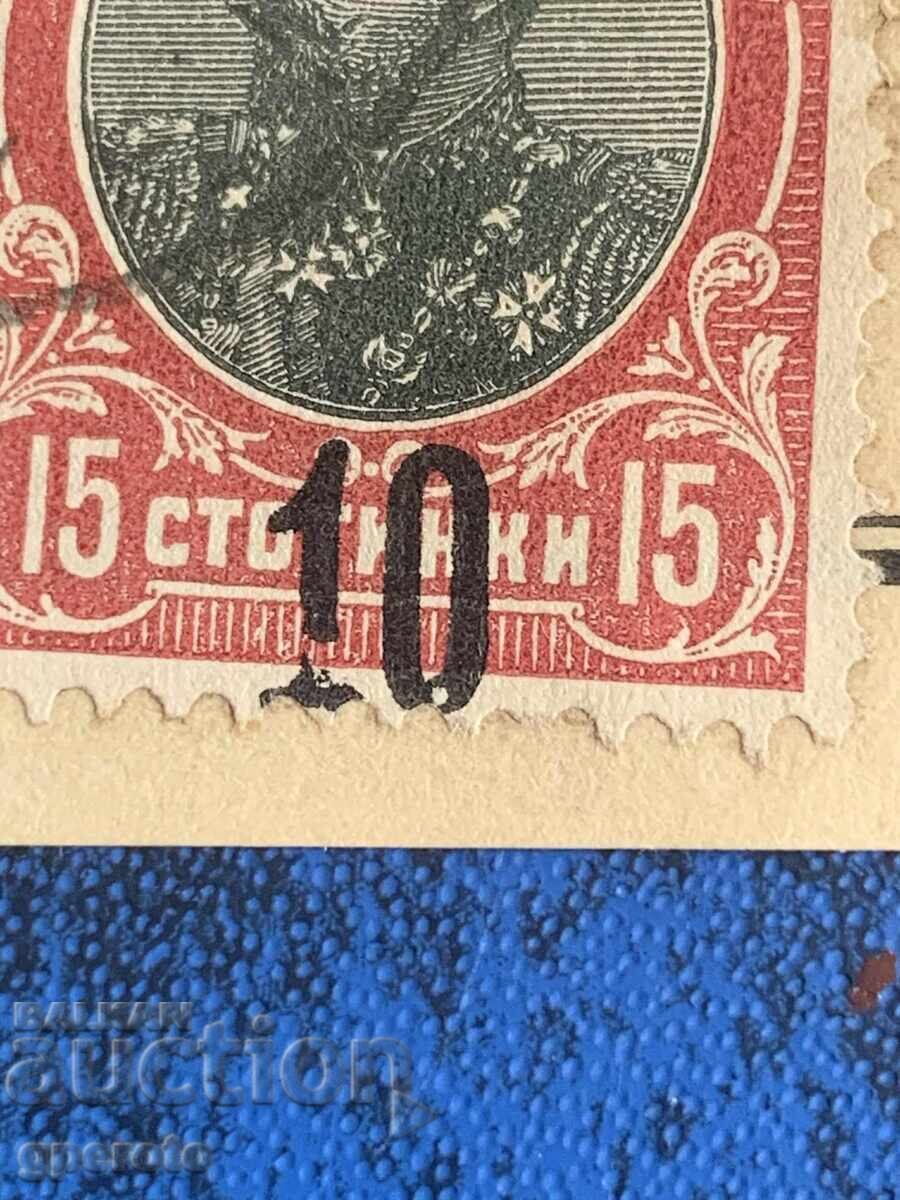 10
15 СТОТИНКИ 15
BALKAN
auction
gperoto